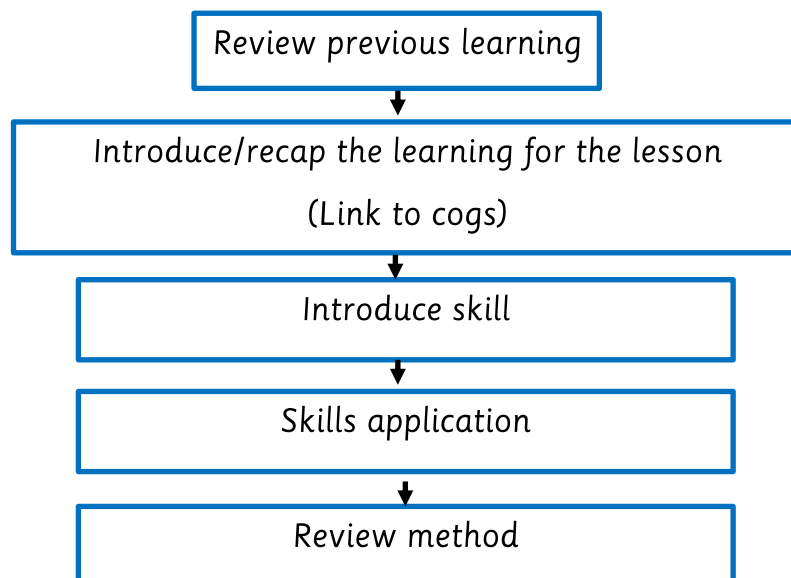 Review previous learning
Introduce/recap the learning for the lesson
(Link to cogs)
Introduce skill
Skills application
Review method